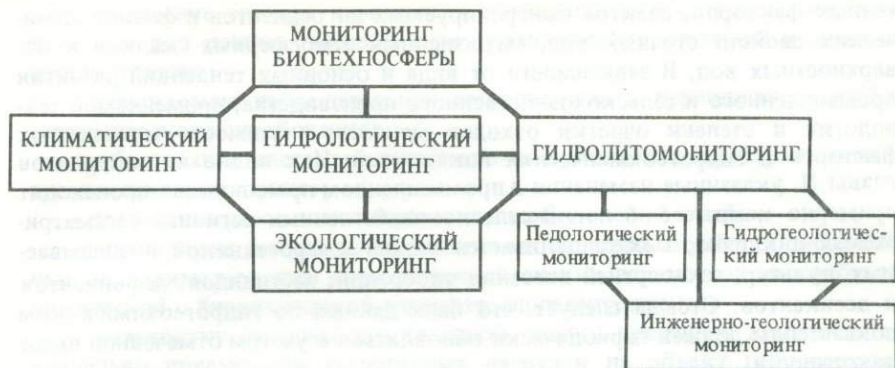 МОНИТОРИНГ
БИОТЕХНОСФЕРЫ
КЛИМАТИЧЕСКИЙ
МОНИТОРИНГ
ГИДРОЛОГИЧЕСКИЙ
МОНИТОРИНГ
ГИДРОЛИТОМОНИТОРИНГ
ЭКОЛОГИЧЕСКИЙ
МОНИТОРИНГ
Педологический
мониторинг
Гидрогеологичес-
кий мониторинг
Инженерно-геологический
мониторинг